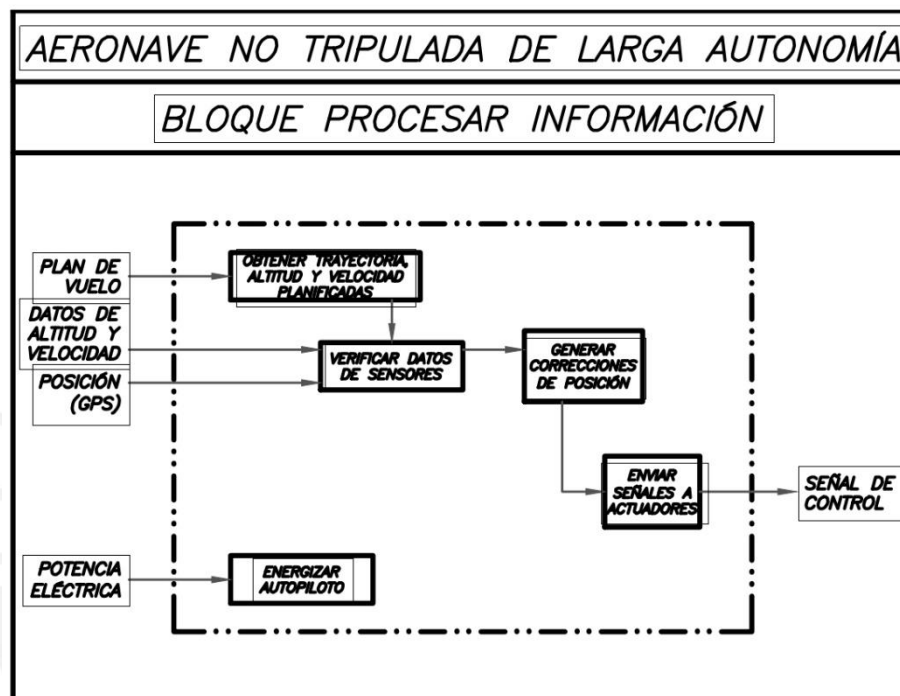 AERONAVE NO TRIPULADA DE LARGA AUTONOMÍA
BLOQUE PROCESAR INFORMACIÓN
PLAN DE
VUELO
OBTENER TRAYECTORIA,
ALTITUD Y VELOCIDAD
PLANIFICADAS
DATOS DE
ALTITUD Y
VELOCIDAD
VERIFICAR DATOS
DE SENSORES
GENERAR
CORRECCIONES
DE POSICIÓN
POSICIÓN
(GPS)
ENVIAR
SEÑALES A
ACTUADORES
SEÑAL DE
CONTROL
POTENCIA
ELÉCTRICA
ENERGIZAR
AUTOPILOTO